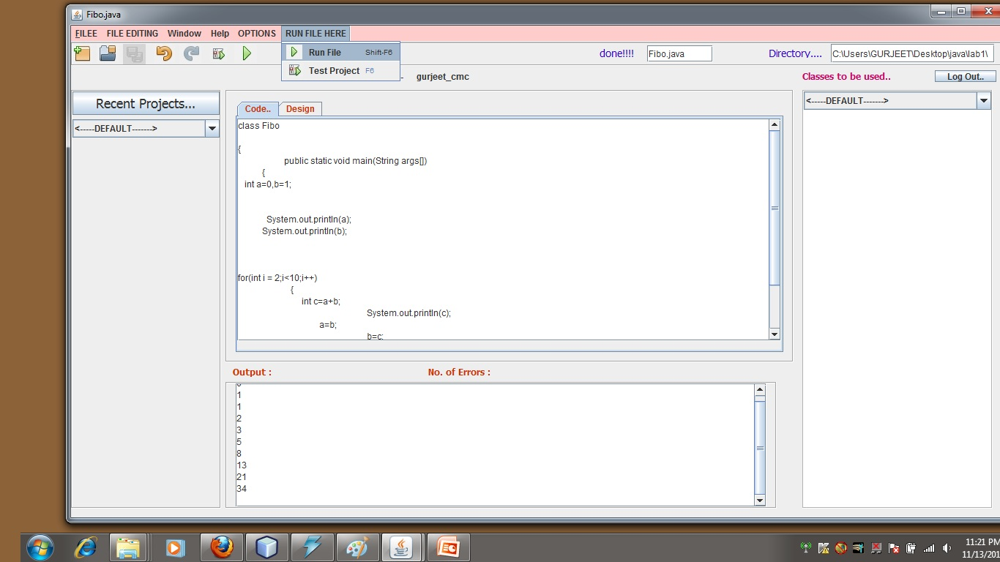 Fibo.java
FILEE FILE EDITING Window Help OPTIONS RUN FILE HERE
Run File Shift-F6
Test Project F6
done!!!! Fibo.java Directory.... C:\Users\GURJEET\Desktop\java\lab1\
gurjeet_cmc Classes to be used.. Log Out..
Recent Projects...
<-----DEFAULT------->
<-----DEFAULT------->
Code.. Design
class Fibo
{
public static void main(String args[])
{
int a=0,b=1;
System.out.println(a);
System.out.println(b);
for(int i = 2;i<10;i++)
{
int c=a+b;
System.out.println(c);
a=b;
b=c;
Output : No. of Errors :
1
1
2
3
5
8
13
21
34
11:21 PM
11/13/201